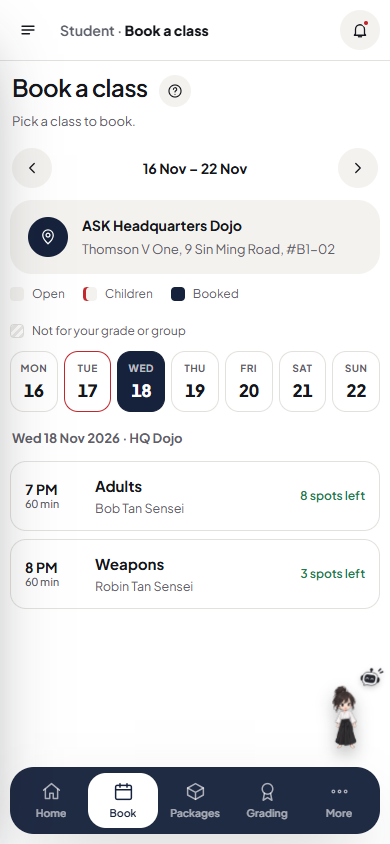 Student · Book a class
Book a class
Pick a class to book.
16 Nov – 22 Nov
ASK Headquarters Dojo
Thomson V One, 9 Sin Ming Road, #B1-02
Open Children Booked
Not for your grade or group
MON TUE WED THU FRI SAT SUN
16 17 18 19 20 21 22
Wed 18 Nov 2026 · HQ Dojo
7 PM Adults
60 min Bob Tan Sensei
8 spots left
8 PM Weapons
60 min Robin Tan Sensei
3 spots left
Home Book Packages Grading More